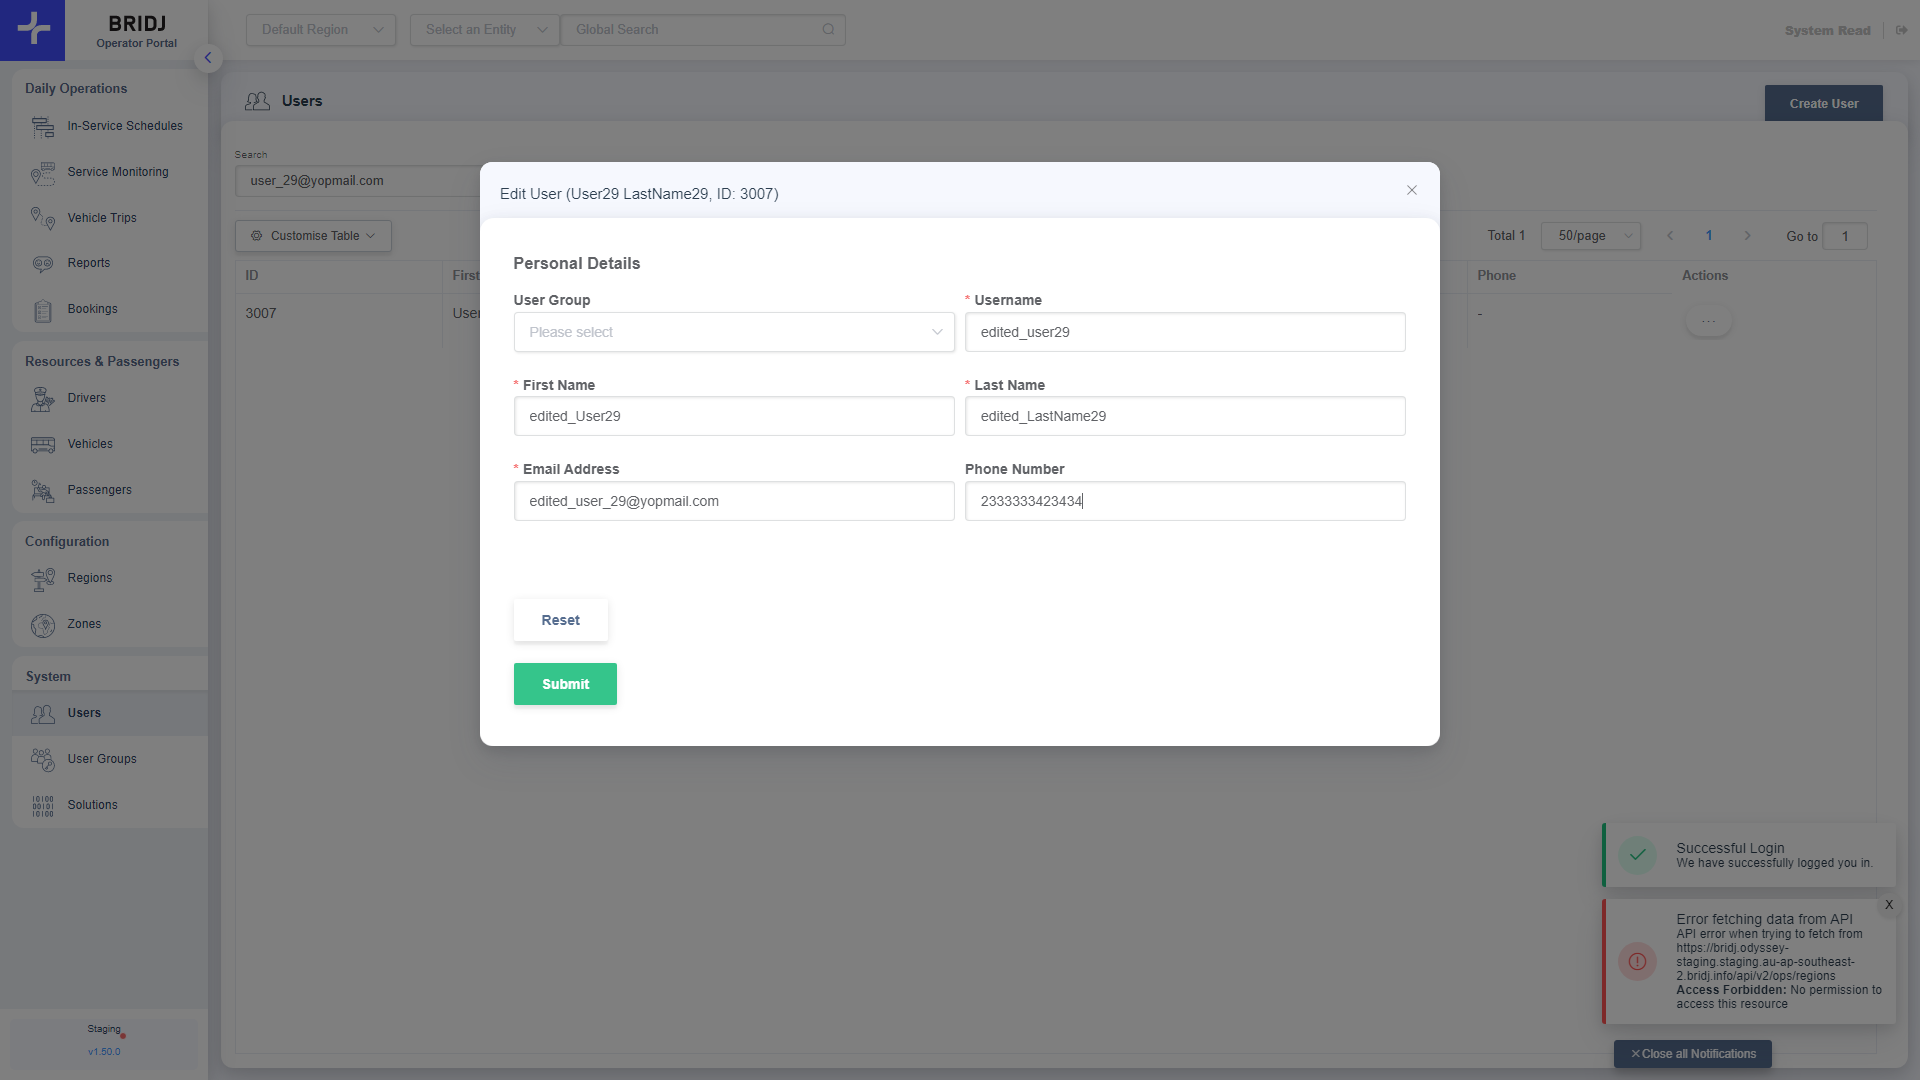 BRIDJ
Operator Portal
Default Region
Select an Entity
Global Search
System Read
Daily Operations
In-Service Schedules
Service Monitoring
Vehicle Trips
Reports
Bookings
Resources & Passengers
Drivers
Vehicles
Passengers
Configuration
Regions
Zones
System
Users
User Groups
Solutions
Staging
v1.50.0
Users
Create User
Search
user_29@yopmail.com
Customise Table
Total 1
50/page
1
Go to
1
ID
First
Phone
Actions
3007
User
-
...
Edit User (User29 LastName29, ID: 3007)
Personal Details
User Group
* Username
Please select
edited_user29
* First Name
* Last Name
edited_User29
edited_LastName29
* Email Address
Phone Number
edited_user_29@yopmail.com
2333333423434
Reset
Submit
Successful Login
We have successfully logged you in.
X
Error fetching data from API
API error when trying to fetch from
https://bridj.odyssey-
staging.staging.au-ap-southeast-
2.bridj.info/api/v2/ops/regions
Access Forbidden: No permission to
access this resource
Close all Notifications